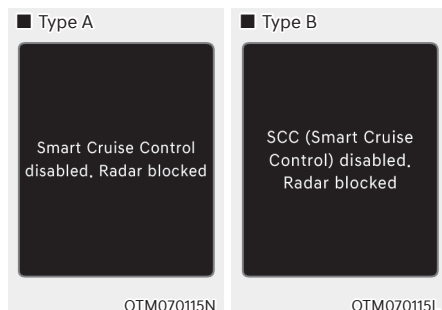 ■ Type A
Smart Cruise Control
disabled. Radar blocked
OTM070115N
■ Type B
SCC (Smart Cruise
Control) disabled.
Radar blocked
OTM070115L